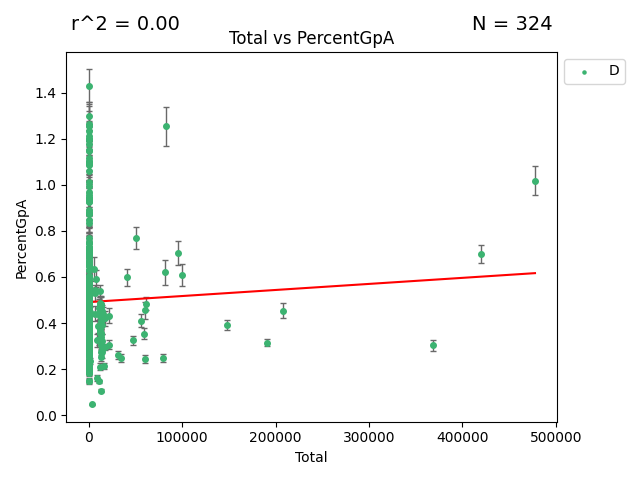 r^2 = 0.00
N = 324
Total vs PercentGpA
D
PercentGpA
1.4
1.2
1.0
0.8
0.6
0.4
0.2
0.0
0
100000
200000
300000
400000
500000
Total